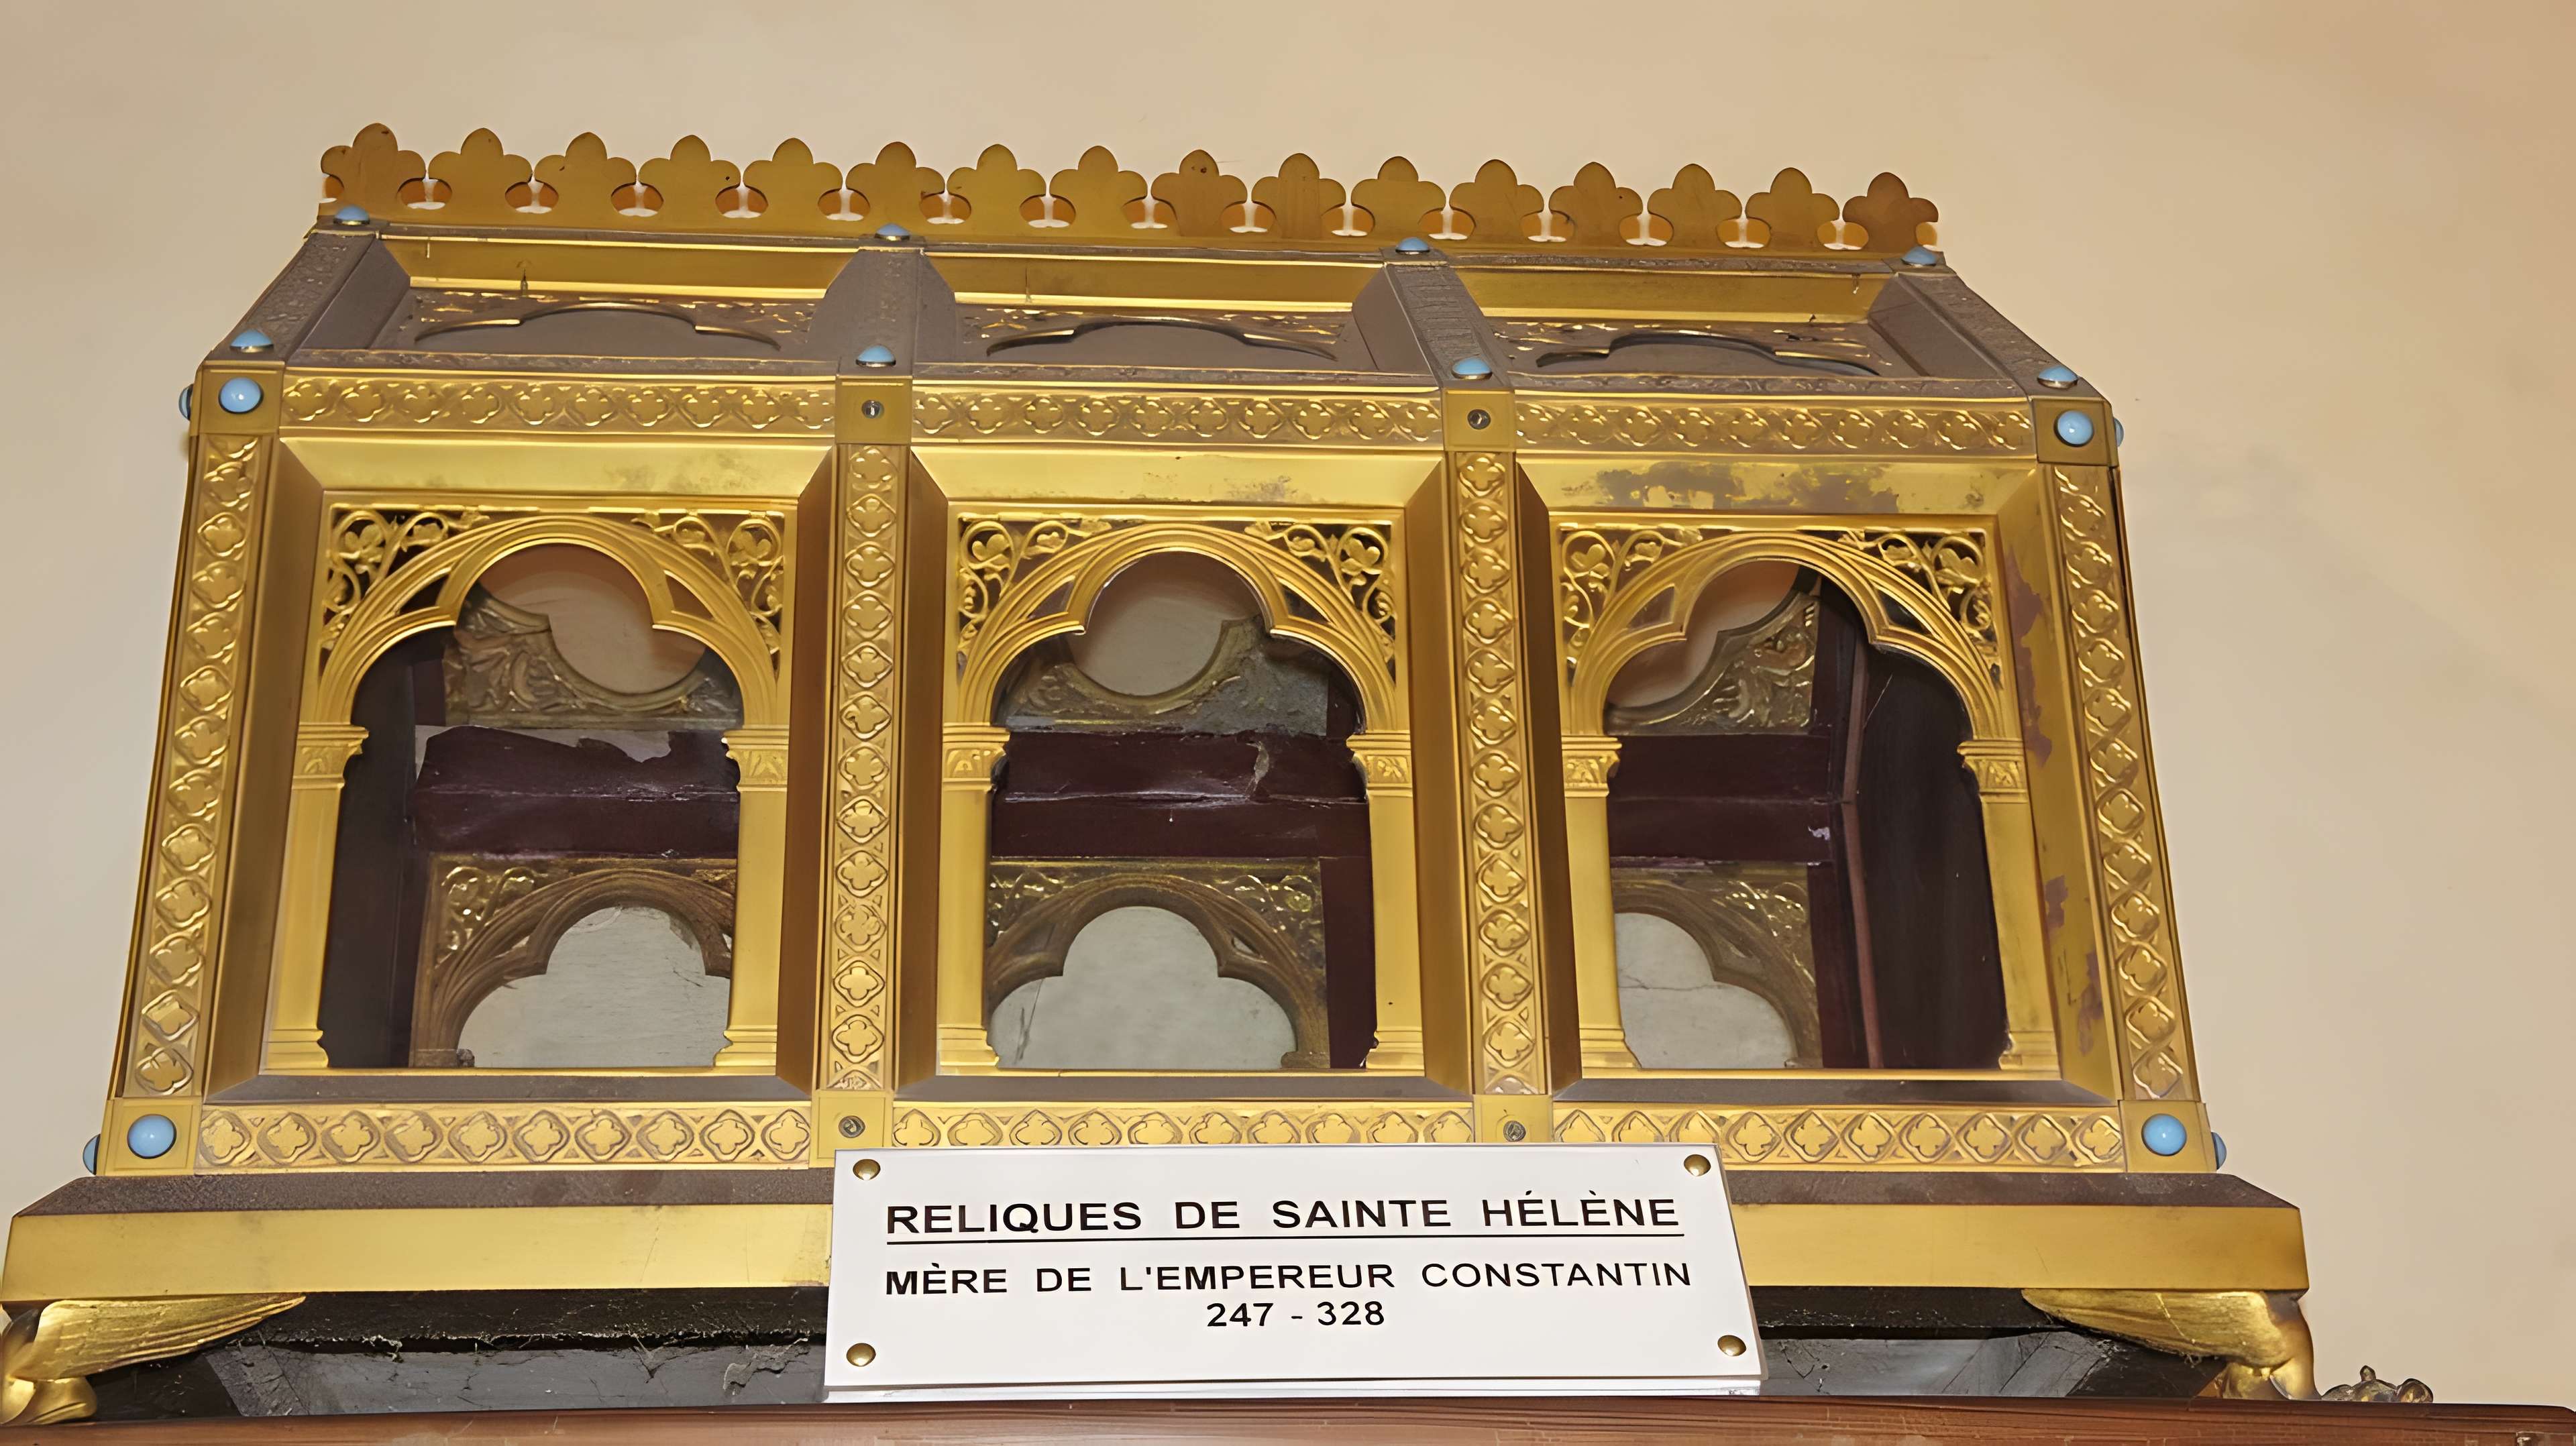 RELIQUES DE SAINTE HÉLÈNE
MÈRE DE L'EMPEREUR CONSTANTIN
247 - 328